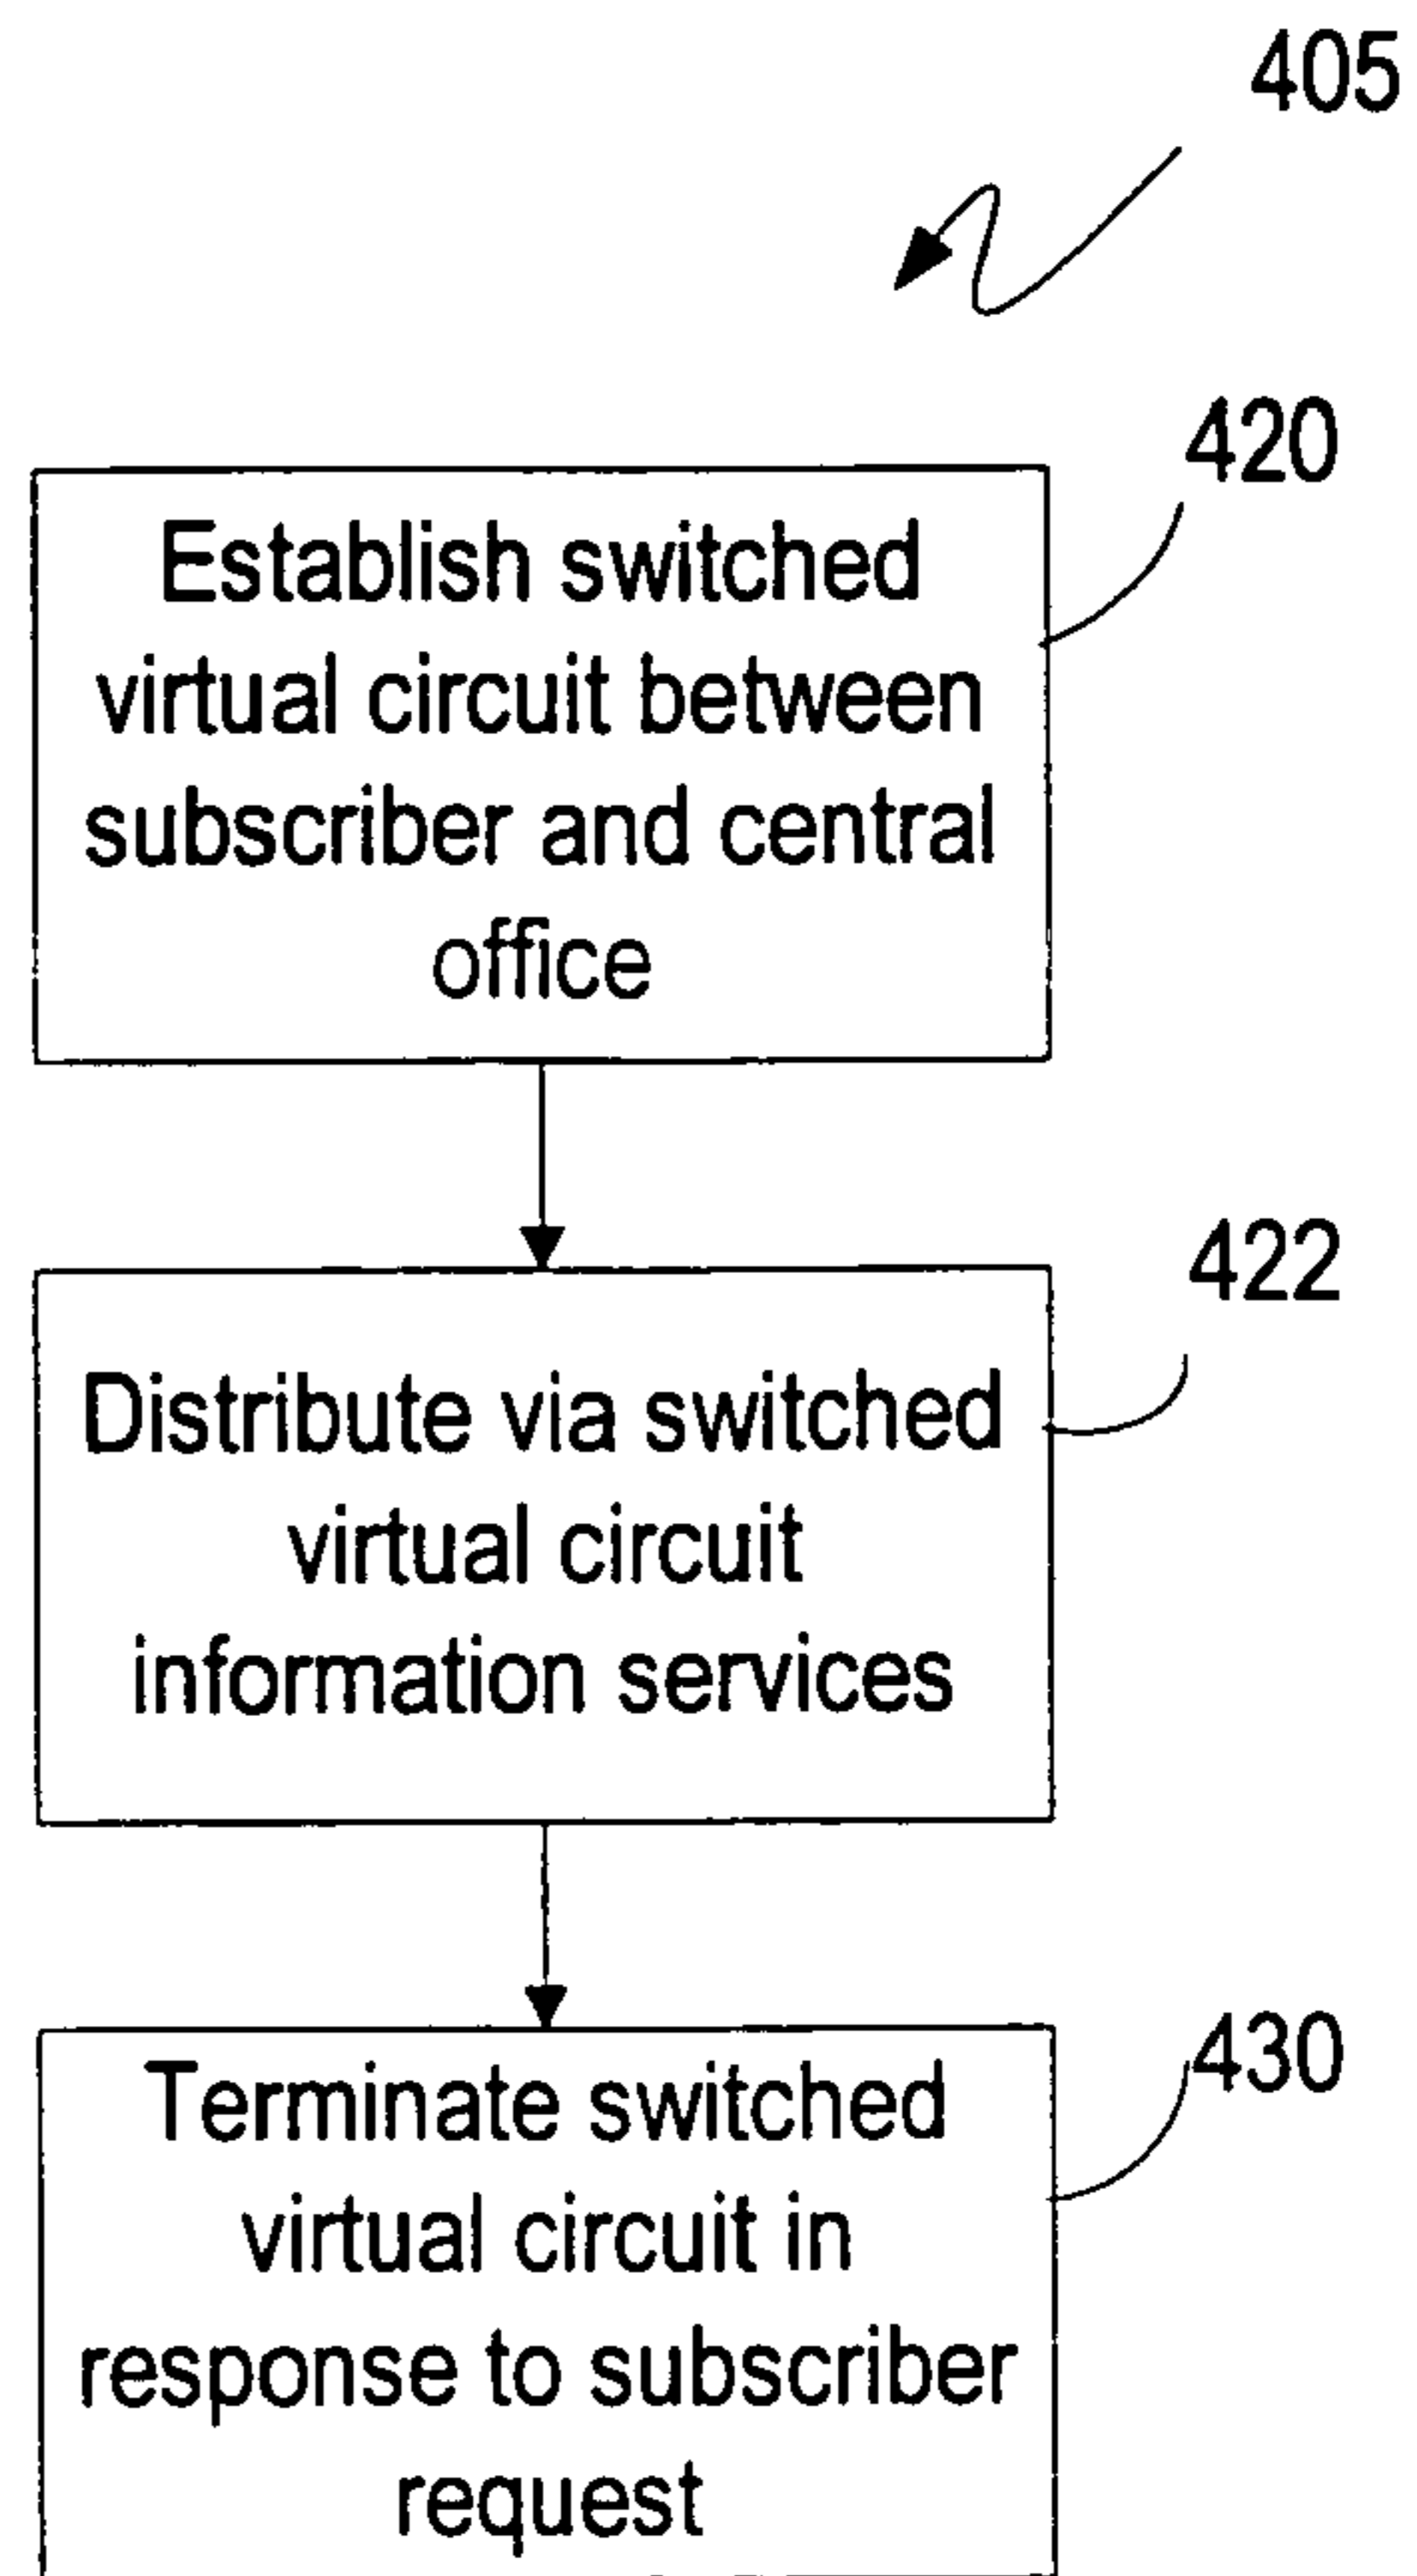 405
420
Establish switched
virtual circuit between
subscriber and central
office
422
Distribute via switched
virtual circuit
information services
430
Terminate switched
virtual circuit in
response to subscriber
request